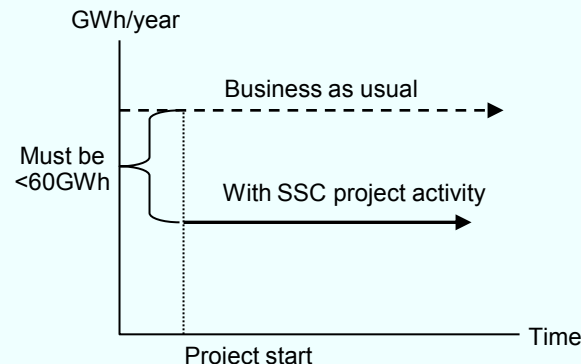 GWh/year
Business as usual
Must be
<60GWh
With SSC project activity
Time
Project start